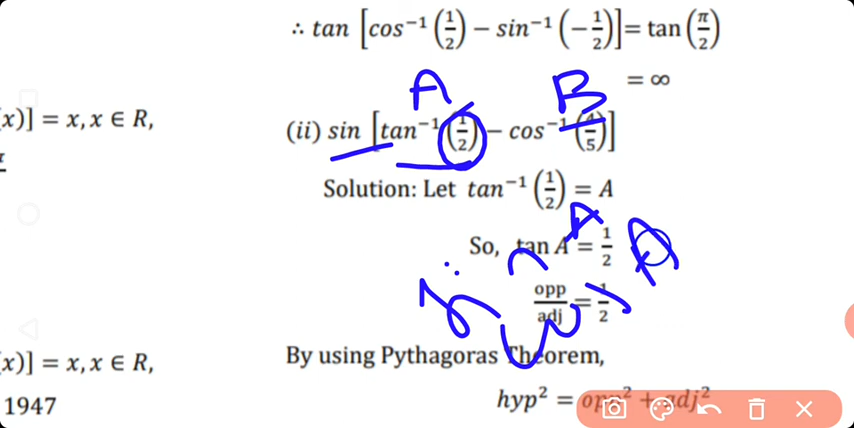 ∴ tan [cos⁻¹ (1/2) − sin⁻¹ (−1/2)] = tan (π/2)
= ∞
A B
(x)] = x, x ∈ R,
(ii) sin [tan⁻¹ (1/2) − cos⁻¹ (4/5)]
Solution: Let tan⁻¹ (1/2) = A
So, tan A = 1/2
sin A
cos A
opp/adj = 1/2
(x)] = x, x ∈ R,
By using Pythagoras Theorem,
1947
hyp² = opp² + adj²